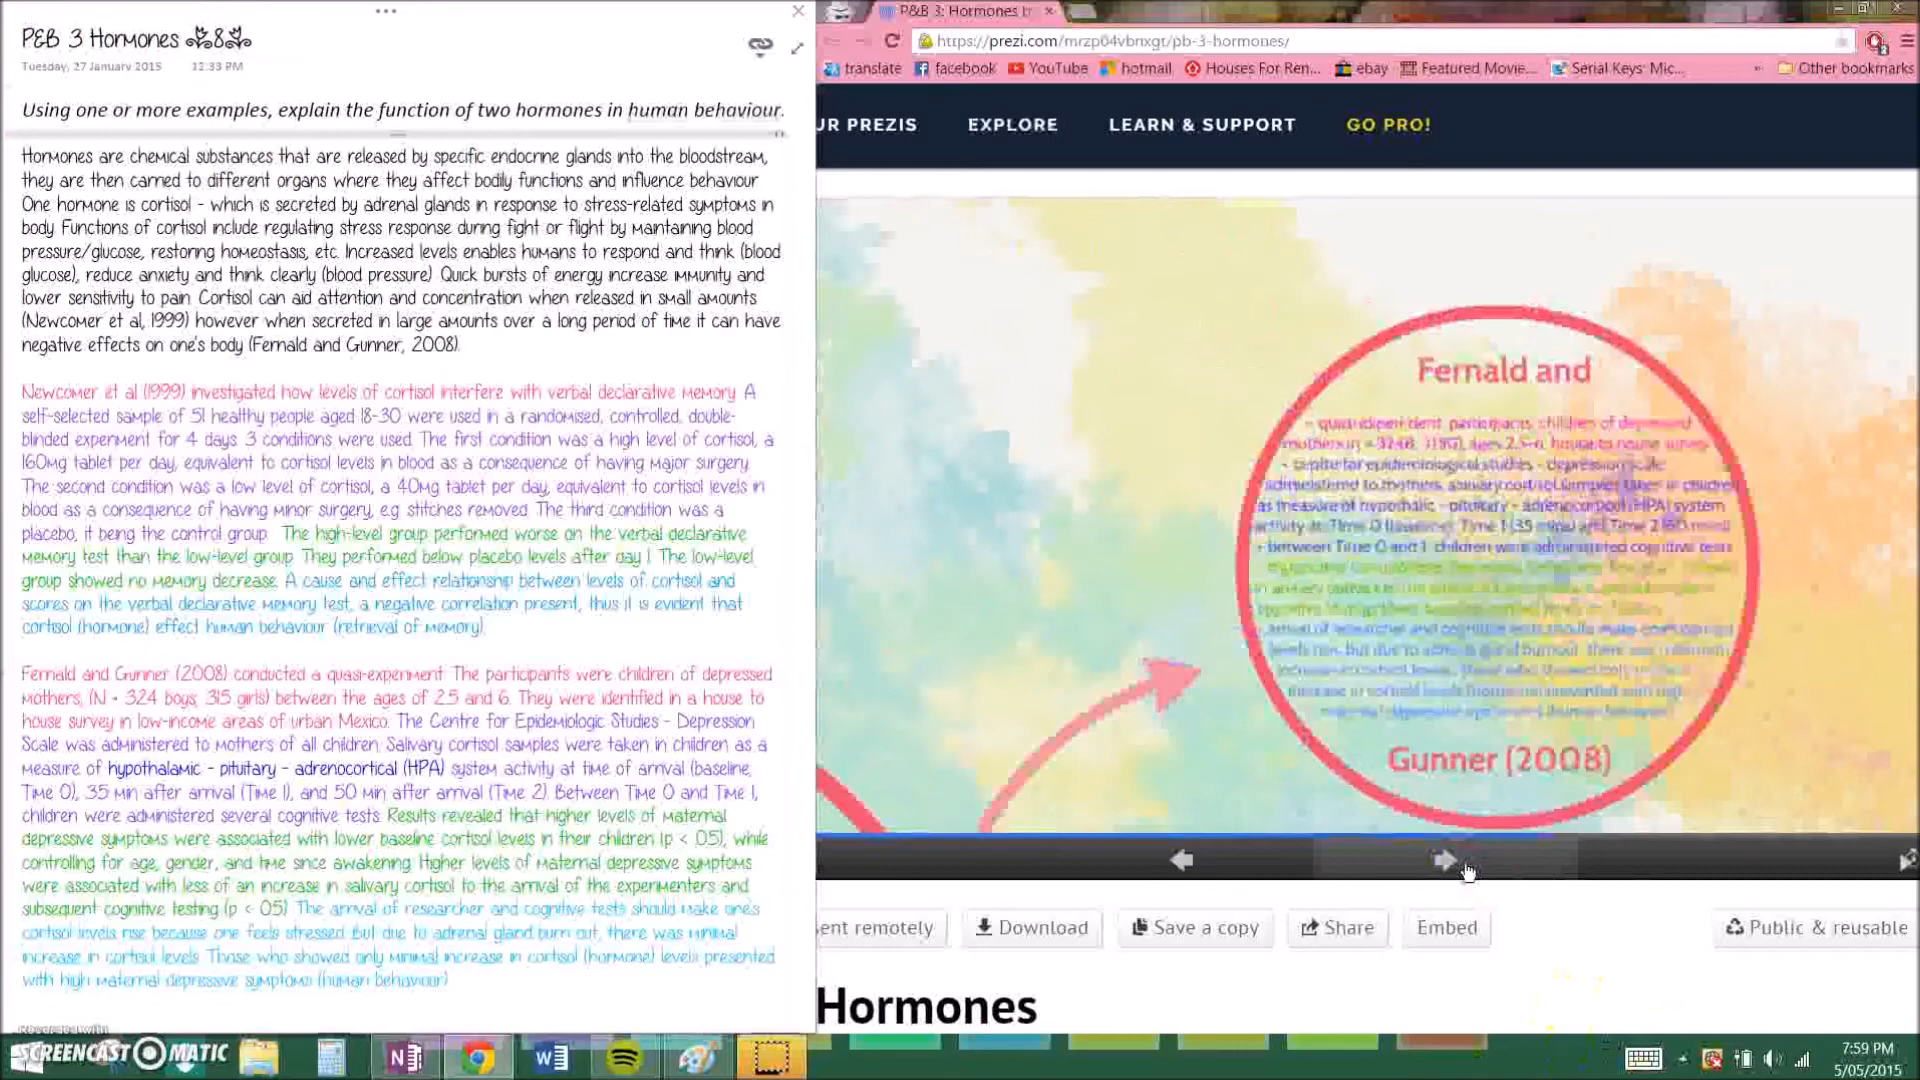 P&B 3 Hormones
Tuesday, 27 January 2015 12:33 PM
Using one or more examples, explain the function of two hormones in human behaviour.
Hormones are chemical substances that are released by specific endocrine glands into the bloodstream,
they are then carried to different organs where they affect bodily functions and influence behaviour
One hormone is cortisol - which is secreted by adrenal glands in response to stress-related symptoms in
body Functions of cortisol include regulating stress response during fight or flight by maintaining blood
pressure/glucose, restoring homeostasis, etc. Increased levels enables humans to respond and think (blood
glucose), reduce anxiety and think clearly (blood pressure) Quick bursts of energy increase immunity and
lower sensitivity to pain Cortisol can aid attention and concentration when released in small amounts
(Newcomer et al, 1999) however when secreted in large amounts over a long period of time it can have
negative effects on one's body (Fernald and Gunner, 2008).
Newcomer et al (1999) investigated how levels of cortisol interfere with verbal declarative memory A
self-selected sample of 51 healthy people aged 18-30 were used in a randomised, controlled, double-
blinded experiment for 4 days 3 conditions were used The first condition was a high level of cortisol, a
160mg tablet per day, equivalent to cortisol levels in blood as a consequence of having major surgery
The second condition was a low level of cortisol, a 40mg tablet per day, equivalent to cortisol levels in
blood as a consequence of having minor surgery, e.g stitches removed The third condition was a
placebo, it being the control group The high-level group performed worse on the verbal declarative
memory test than the low-level group They performed below placebo levels after day 1 The low-level
group showed no memory decrease A cause and effect relationship between levels of cortisol and
scores on the verbal declarative memory test, a negative correlation present, thus it is evident that
cortisol (hormone) effect human behaviour (retrieval of memory)
Fernald and Gunner (2008) conducted a quasi-experiment The participants were children of depressed
mothers, (N = 324 boys, 315 girls) between the ages of 2.5 and 6. They were identified in a house to
house survey in low-income areas of urban Mexico. The Centre for Epidemiologic Studies - Depression
Scale was administered to mothers of all children Salivary cortisol samples were taken in children as a
measure of hypothalamic - pituitary - adrenocortical (HPA) system activity at time of arrival (baseline,
Time 0), 35 min after arrival (Time 1), and 50 min after arrival (Time 2) Between Time 0 and Time 1,
children were administered several cognitive tests. Results revealed that higher levels of maternal
depressive symptoms were associated with lower baseline cortisol levels in their children (p < .05), while
controlling for age, gender, and time since awakening Higher levels of maternal depressive symptoms
were associated with less of an increase in salivary cortisol to the arrival of the experimenters and
subsequent cognitive testing (p < .05) The arrival of researcher and cognitive tests should make one's
cortisol levels rise because one feels stressed But due to adrenal gland burn out, there was minimal
increase in cortisol levels Those who showed only minimal increase in cortisol (hormone) levels presented
with high maternal depressive symptoms (human behaviour)
P&B 3: Hormones b
https://prezi.com/mrzp04vbnxgt/pb-3-hormones/
translate facebook YouTube hotmail Houses For Ren... ebay Featured Movie... Serial Keys: Mic... » Other bookmarks
UR PREZIS EXPLORE LEARN & SUPPORT GO PRO!
Fernald and
- between Time 0 and 1 children were administered cognitive tests
Gunner (2008)
ent remotely Download Save a copy Share Embed Public & reusable
Hormones
SCREENCAST-O-MATIC
7:59 PM
5/05/2015